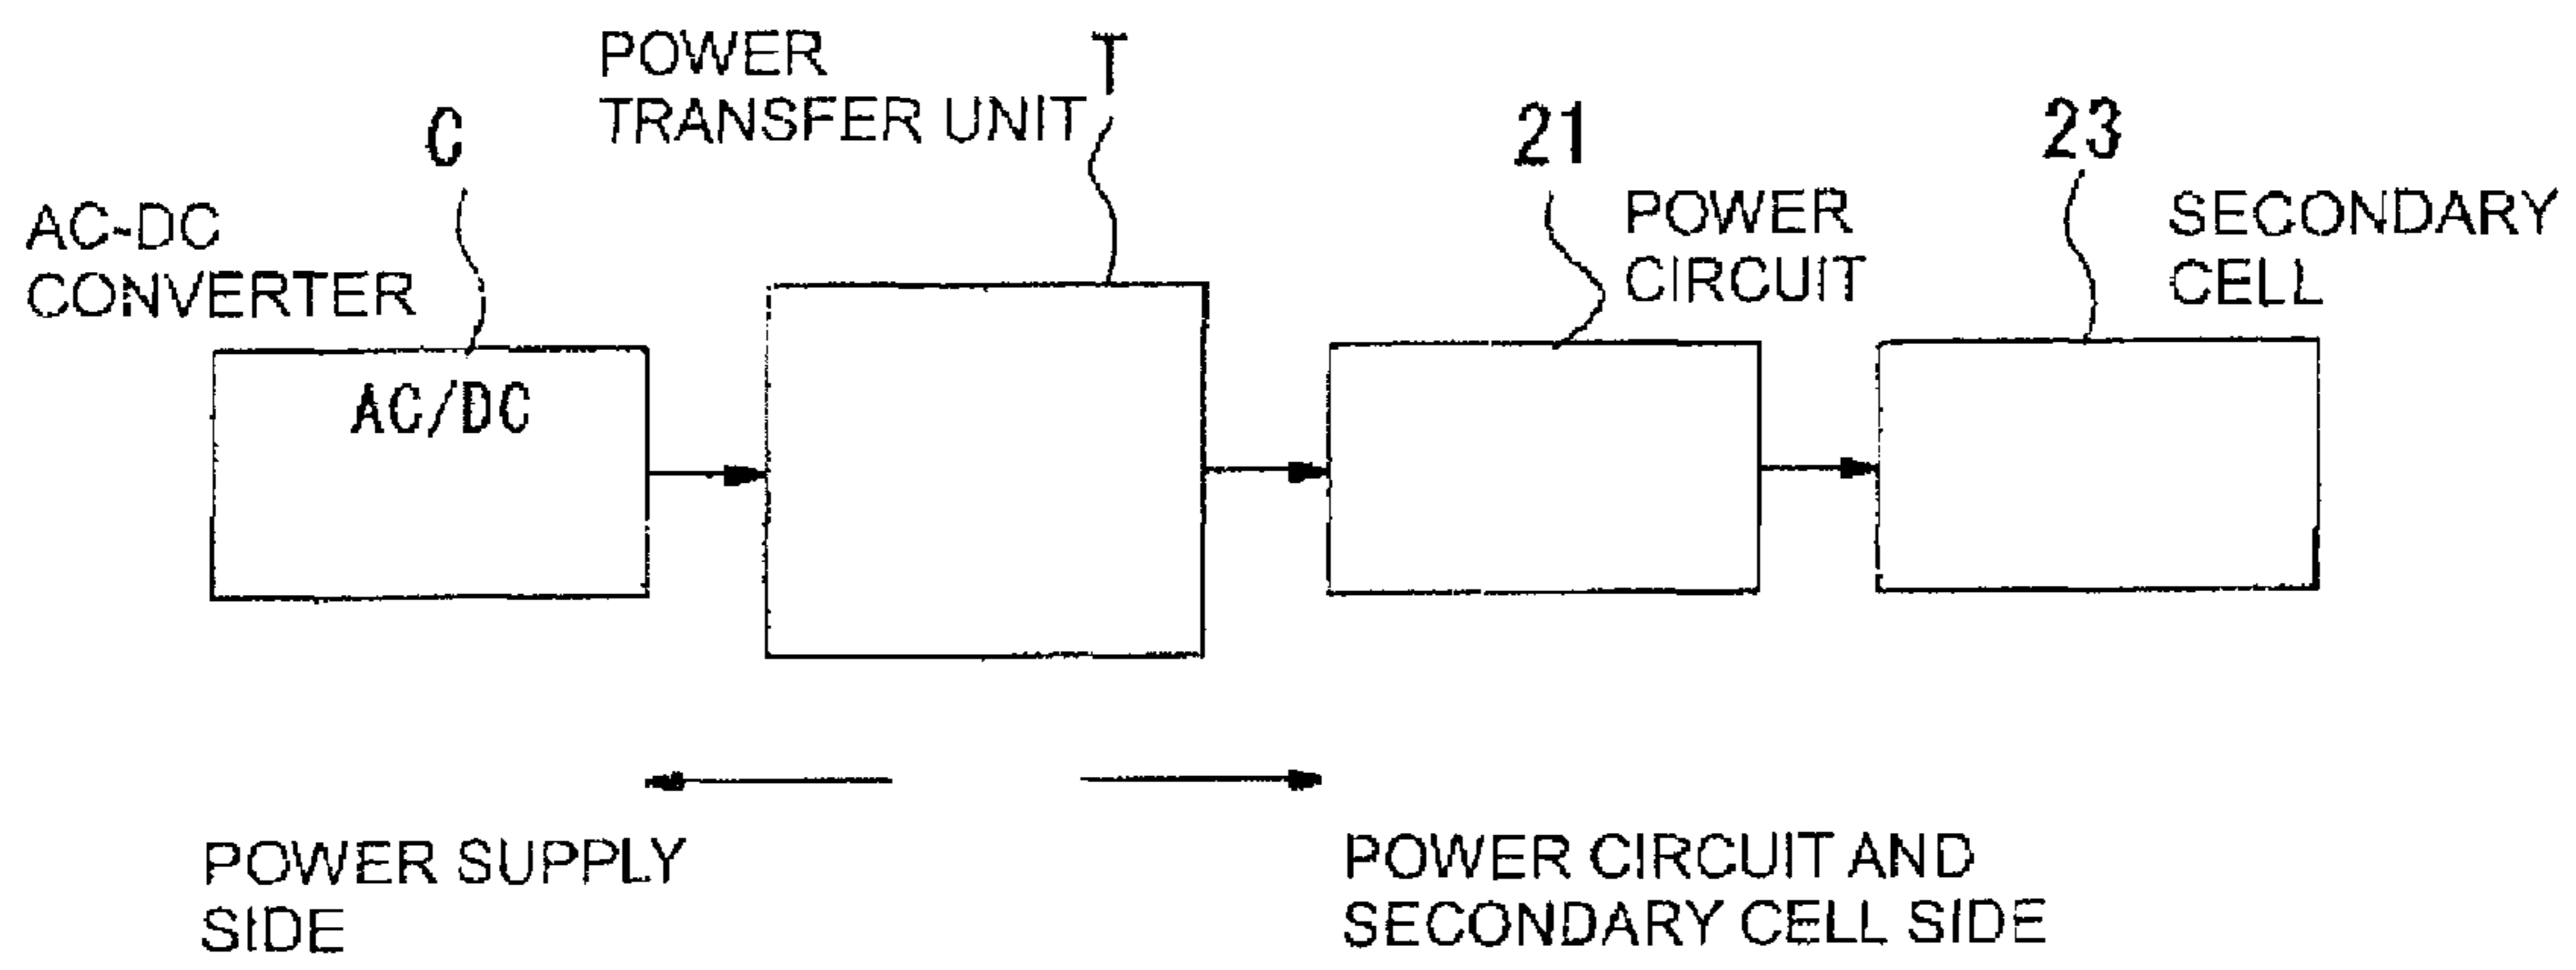 POWER
TRANSFER UNIT
T
C
21
23
AC-DC
CONVERTER
POWER
CIRCUIT
SECONDARY
CELL
AC/DC
POWER SUPPLY
SIDE
POWER CIRCUIT AND
SECONDARY CELL SIDE